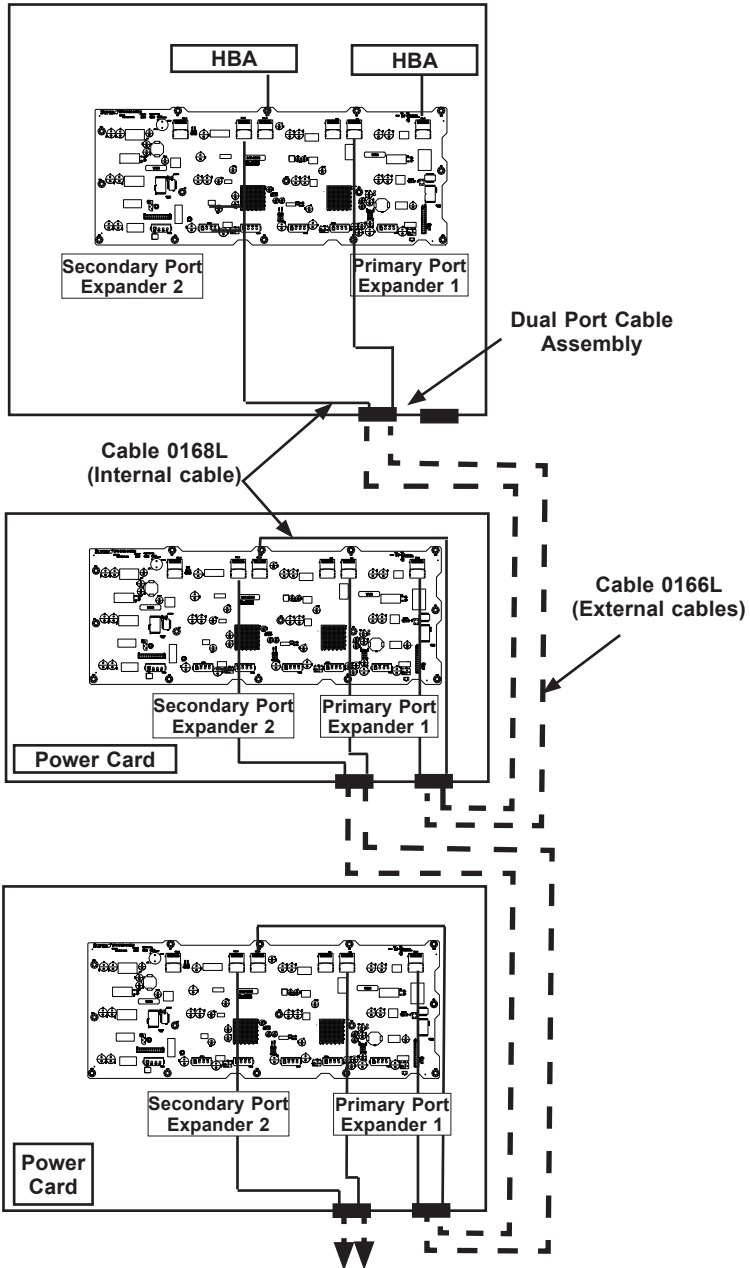 HBA
HBA
Secondary Port
Expander 2
Primary Port
Expander 1
Dual Port Cable
Assembly
Cable 0168L
(Internal cable)
Cable 0166L
(External cables)
Secondary Port
Expander 2
Primary Port
Expander 1
Power Card
Secondary Port
Expander 2
Primary Port
Expander 1
Power
Card